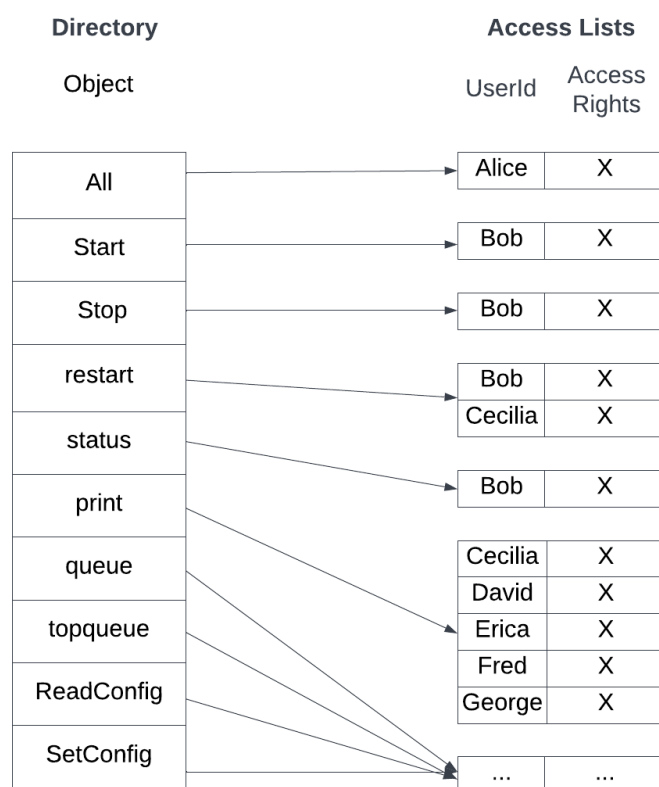 Directory
Access Lists
Object
UserId
Access
Rights
All
Alice X
Start
Bob X
Stop
Bob X
restart
Bob X
Cecilia X
status
Bob X
print
Cecilia X
David X
Erica X
Fred X
George X
queue
topqueue
ReadConfig
SetConfig
... ...